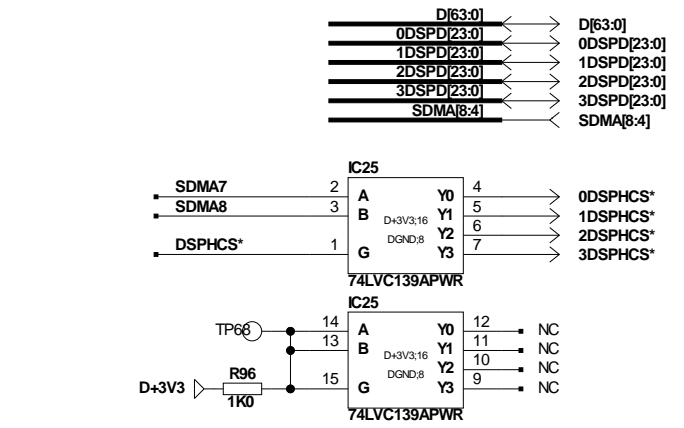 D[63:0] D[63:0]
0DSPD[23:0] 0DSPD[23:0]
1DSPD[23:0] 1DSPD[23:0]
2DSPD[23:0] 2DSPD[23:0]
3DSPD[23:0] 3DSPD[23:0]
SDMA[8:4] SDMA[8:4]
IC25
SDMA7 2 A Y0 4 0DSPHCS*
SDMA8 3 B Y1 5 1DSPHCS*
D+3V3;16
Y2 6 2DSPHCS*
DGND;8
DSPHCS* 1 G Y3 7 3DSPHCS*
74LVC139APWR
IC25
TP68 14 A Y0 12 NC
13 B Y1 11 NC
D+3V3;16
Y2 10 NC
DGND;8
D+3V3 R96 15 G Y3 9 NC
1K0
74LVC139APWR